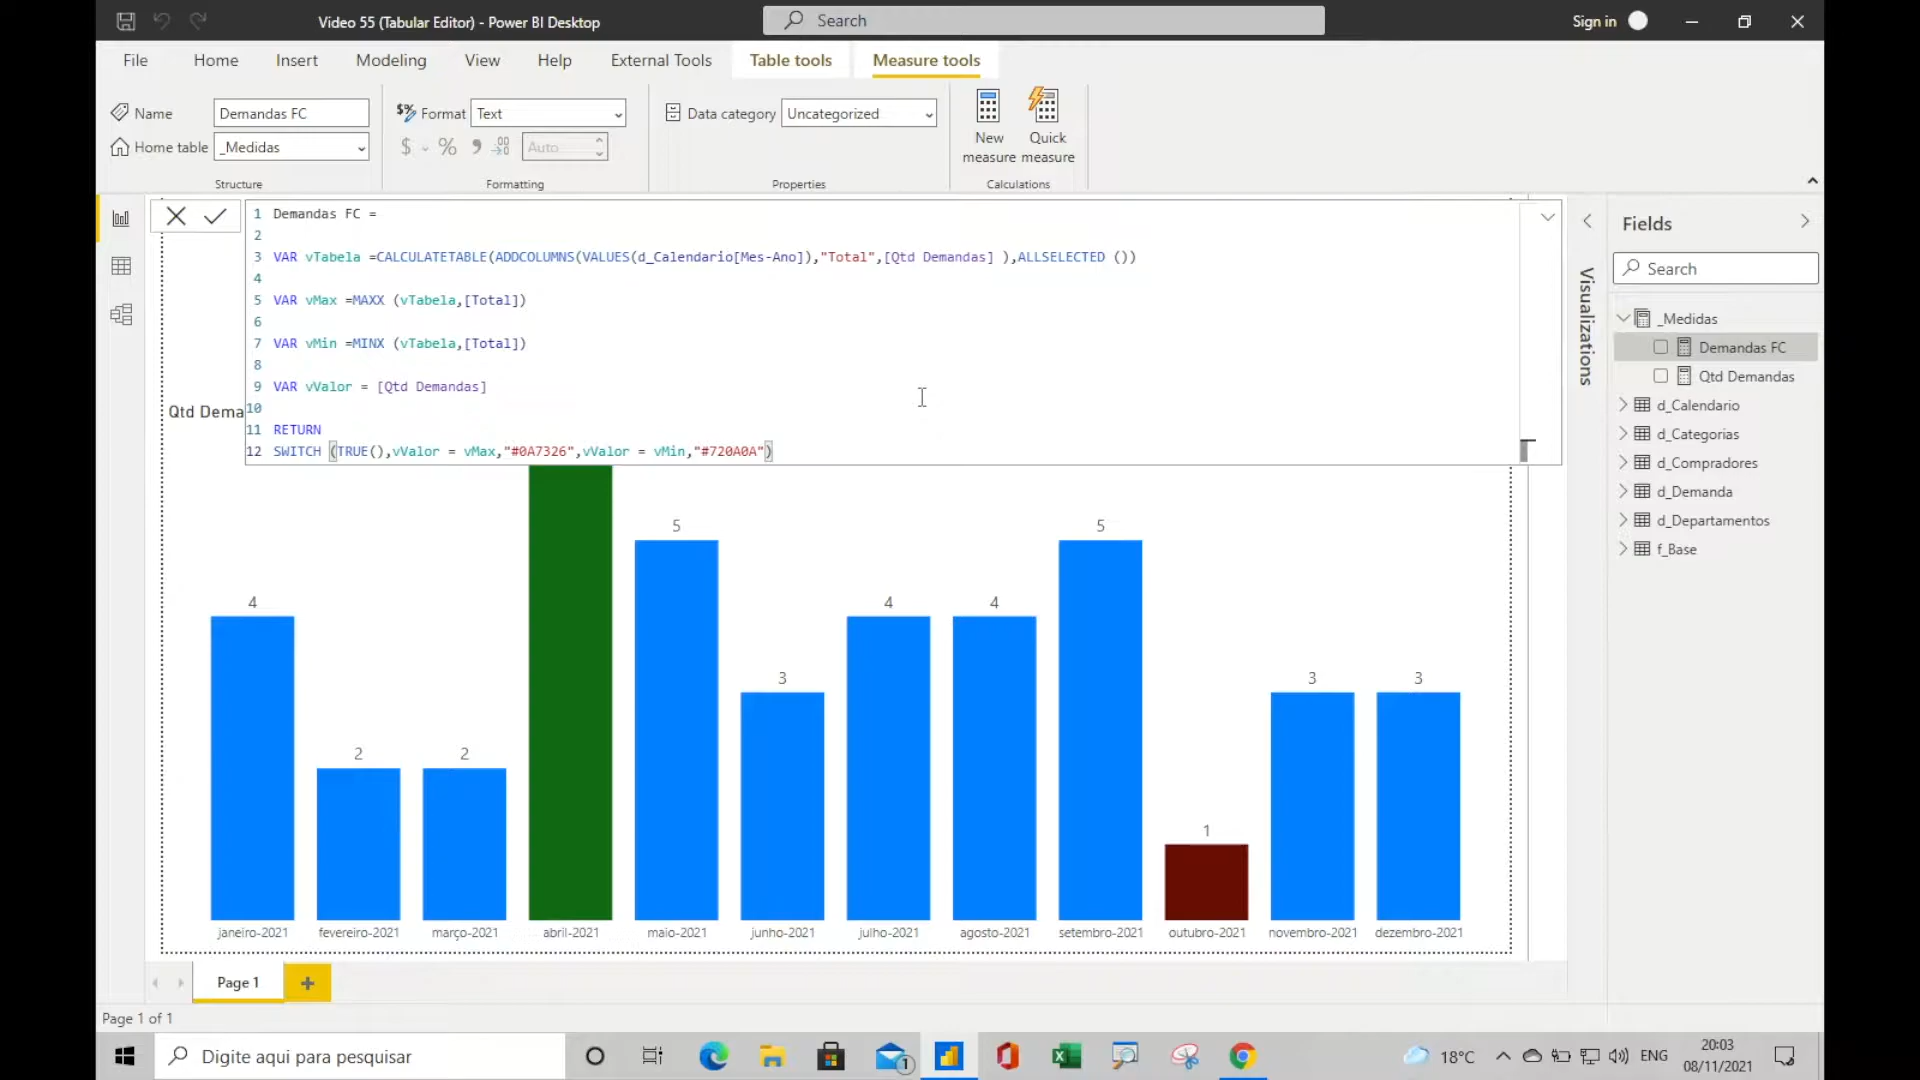 Video 55 (Tabular Editor) - Power BI Desktop
Search
Sign in
File Home Insert Modeling View Help External Tools Table tools Measure tools
Name Demandas FC
Format Text
Data category Uncategorized
Home table _Medidas
$ % Auto
New measure
Quick measure
Structure
Formatting
Properties
Calculations
1 Demandas FC =
2
3 VAR vTabela =CALCULATETABLE(ADDCOLUMNS(VALUES(d_Calendario[Mes-Ano]),"Total",[Qtd Demandas] ),ALLSELECTED ())
4
5 VAR vMax =MAXX (vTabela,[Total])
6
7 VAR vMin =MINX (vTabela,[Total])
8
9 VAR vValor = [Qtd Demandas]
10
11 RETURN
12 SWITCH (TRUE(),vValor = vMax,"#0A7326",vValor = vMin,"#720A0A")
Qtd Dema
4
2
2
5
3
4
4
5
1
3
3
janeiro-2021 fevereiro-2021 março-2021 abril-2021 maio-2021 junho-2021 julho-2021 agosto-2021 setembro-2021 outubro-2021 novembro-2021 dezembro-2021
Visualizations
Fields
Search
_Medidas
Demandas FC
Qtd Demandas
d_Calendario
d_Categorias
d_Compradores
d_Demanda
d_Departamentos
f_Base
Page 1
+
Page 1 of 1
Digite aqui para pesquisar
1
18°C
ENG
20:03
08/11/2021